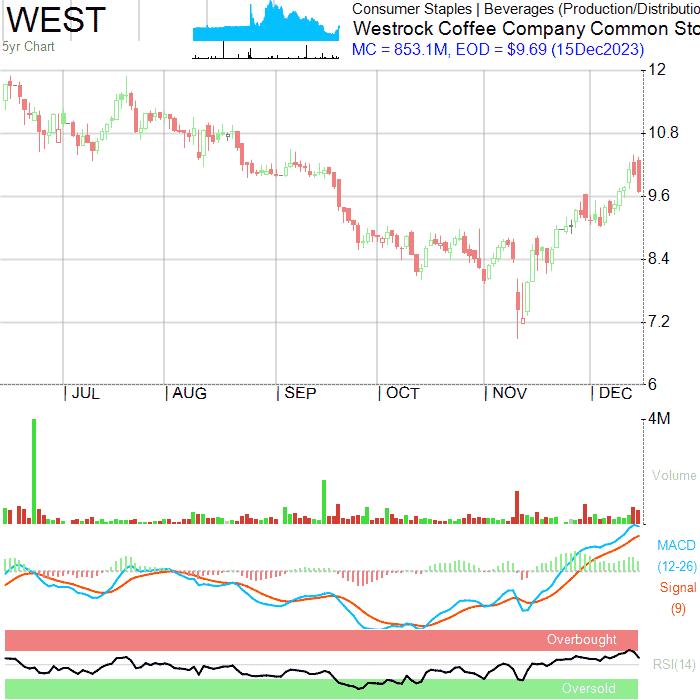 WEST
5yr Chart
Consumer Staples | Beverages (Production/Distributio
Westrock Coffee Company Common Sto
MC = 853.1M, EOD = $9.69 (15Dec2023)
12
10.8
9.6
8.4
7.2
6
JUL AUG SEP OCT NOV DEC
4M
Volume
MACD
(12-26)
Signal
(9)
Overbought
RSI(14)
Oversold